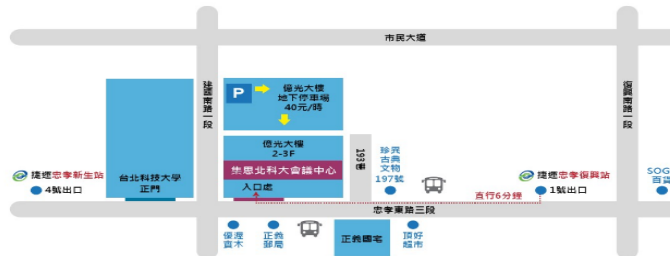 市民大道
建國南路一段
復興南路一段
P
億光大樓
地下停車場
40元/時
億光大樓
2-3F
集思北科大會議中心
入口處
193巷
珍異
古典
文物
197號
捷運忠孝新生站
4號出口
台北科技大學
正門
捷運忠孝復興站
1號出口
SOG
百貨
直行6分鐘
忠孝東路三段
優渥
實木
正義
郵局
正義國宅
頂好
超市